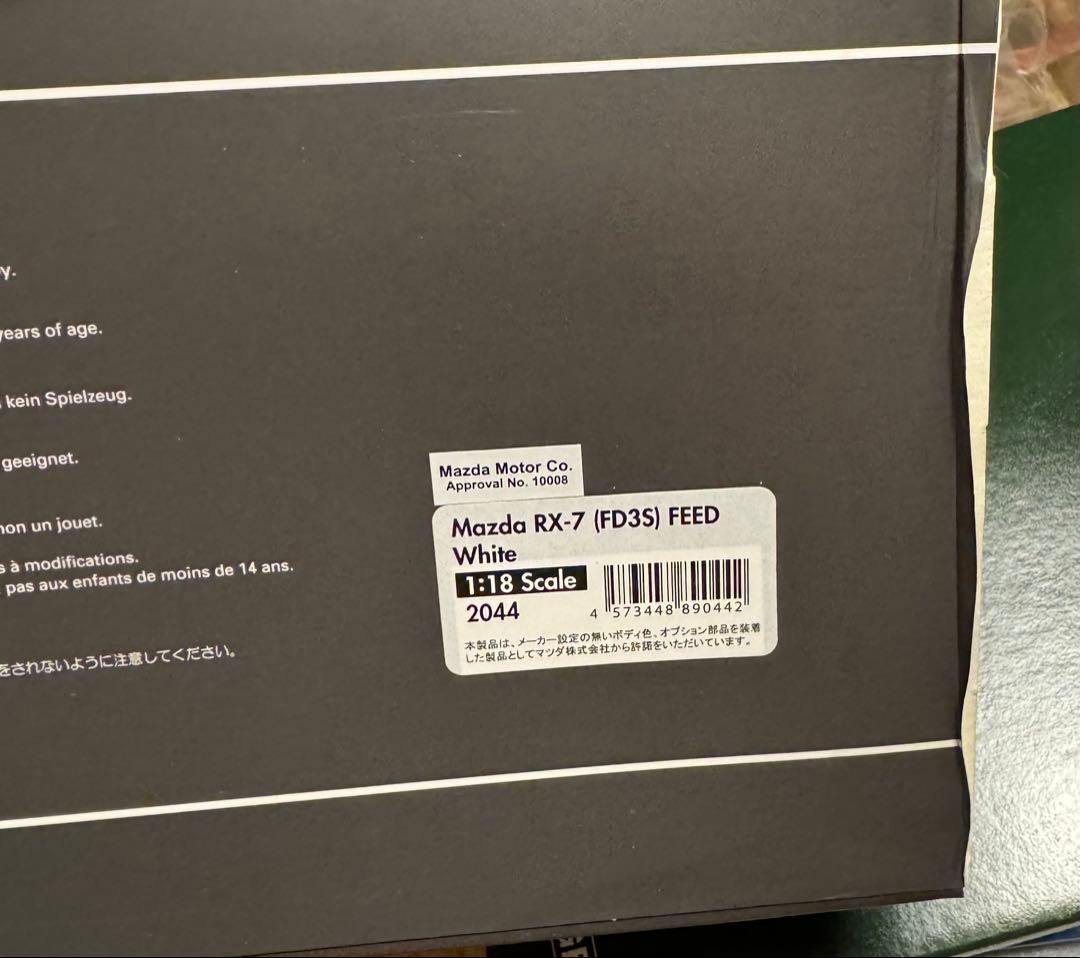 y.
years of age.
kein Spielzeug.
geeignet.
non un jouet.
s à modifications.
pas aux enfants de moins de 14 ans.
をされないように注意してください。
Mazda Motor Co.
Approval No. 10008
Mazda RX-7 (FD3S) FEED
White
1:18 Scale
2044
4 573448 890442
本製品は、メーカー設定の無いボディ色、オプション部品を装着
した製品としてマツダ株式会社から許諾をいただいています。